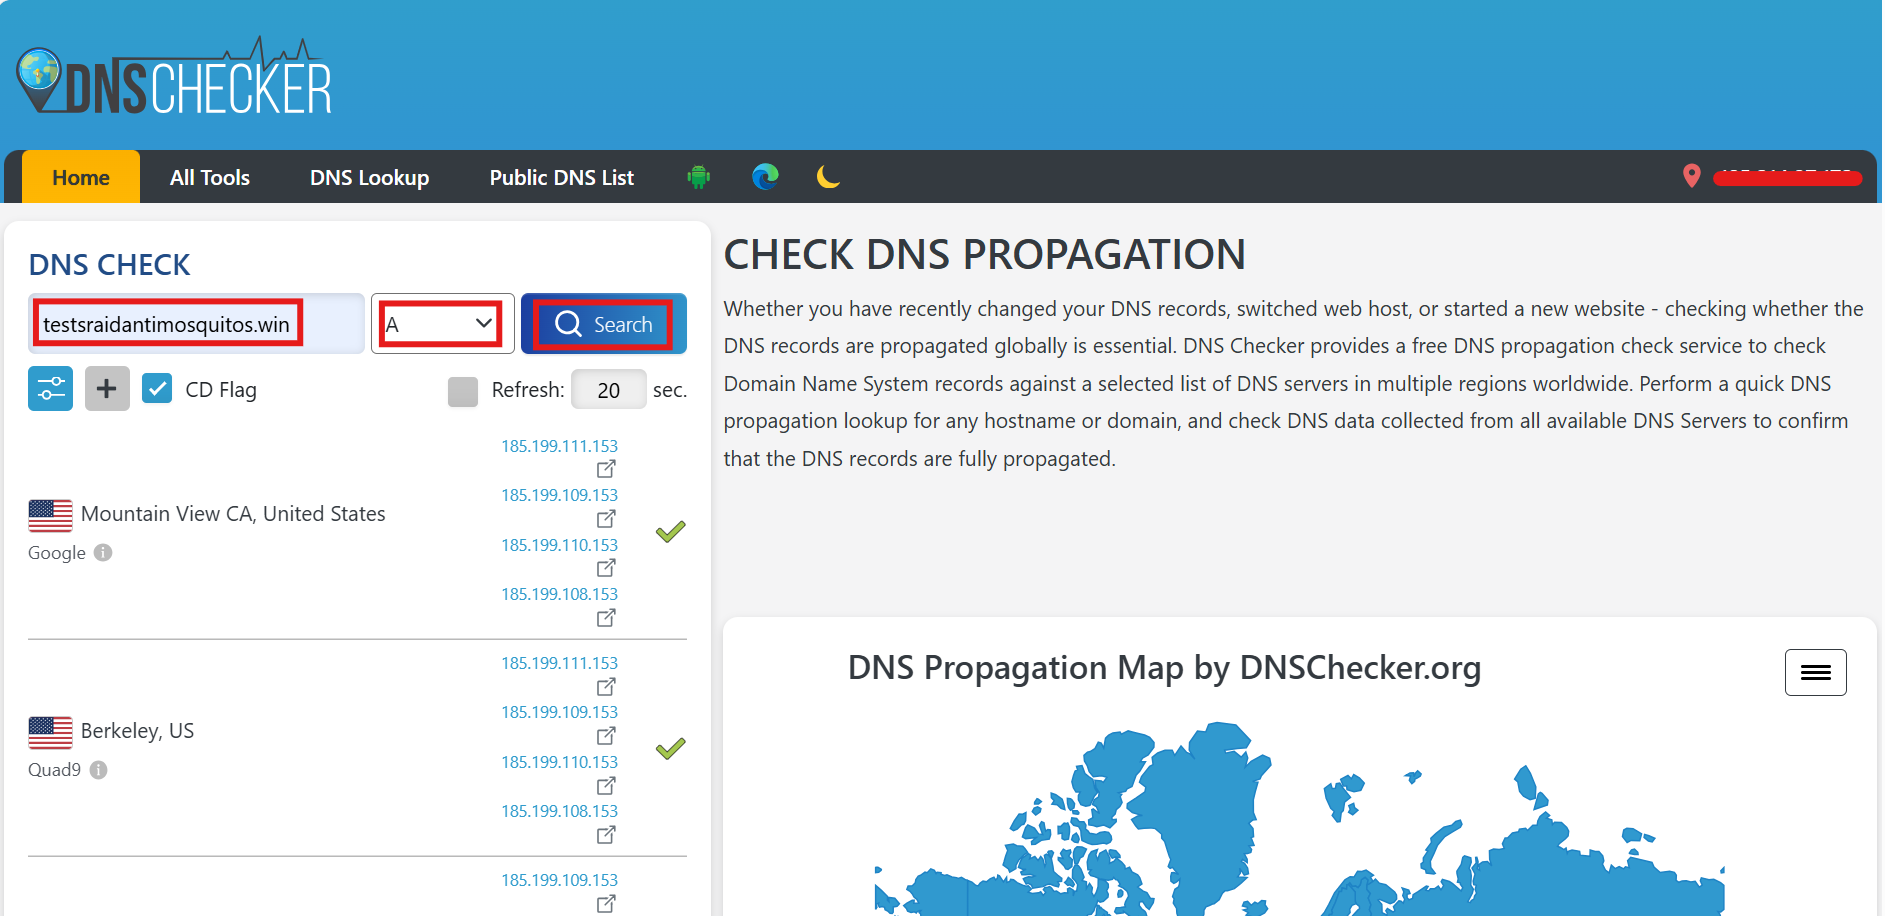 DNSCHECKER
Home
All Tools
DNS Lookup
Public DNS List
DNS CHECK
testsraidantimosquitos.win
A
Search
CD Flag
Refresh:
20
sec.
185.199.111.153
185.199.109.153
185.199.110.153
185.199.108.153
Mountain View CA, United States
Google
185.199.111.153
185.199.109.153
185.199.110.153
185.199.108.153
Berkeley, US
Quad9
185.199.109.153
CHECK DNS PROPAGATION
Whether you have recently changed your DNS records, switched web host, or started a new website - checking whether the
DNS records are propagated globally is essential. DNS Checker provides a free DNS propagation check service to check
Domain Name System records against a selected list of DNS servers in multiple regions worldwide. Perform a quick DNS
propagation lookup for any hostname or domain, and check DNS data collected from all available DNS Servers to confirm
that the DNS records are fully propagated.
DNS Propagation Map by DNSChecker.org